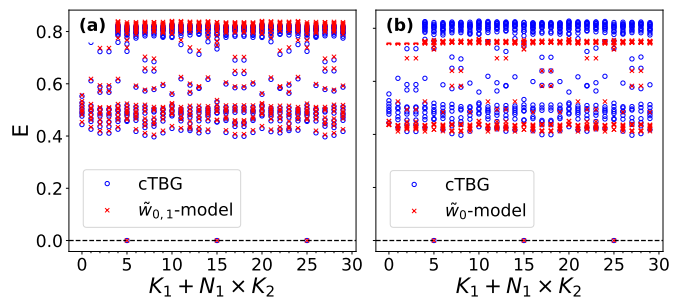 (a)
E
0.8
0.6
0.4
0.2
0.0
cTBG
w̃₀,₁-model
0 5 10 15 20 25 30
K₁ + N₁ × K₂
(b)
cTBG
w̃₀-model
0 5 10 15 20 25 30
K₁ + N₁ × K₂